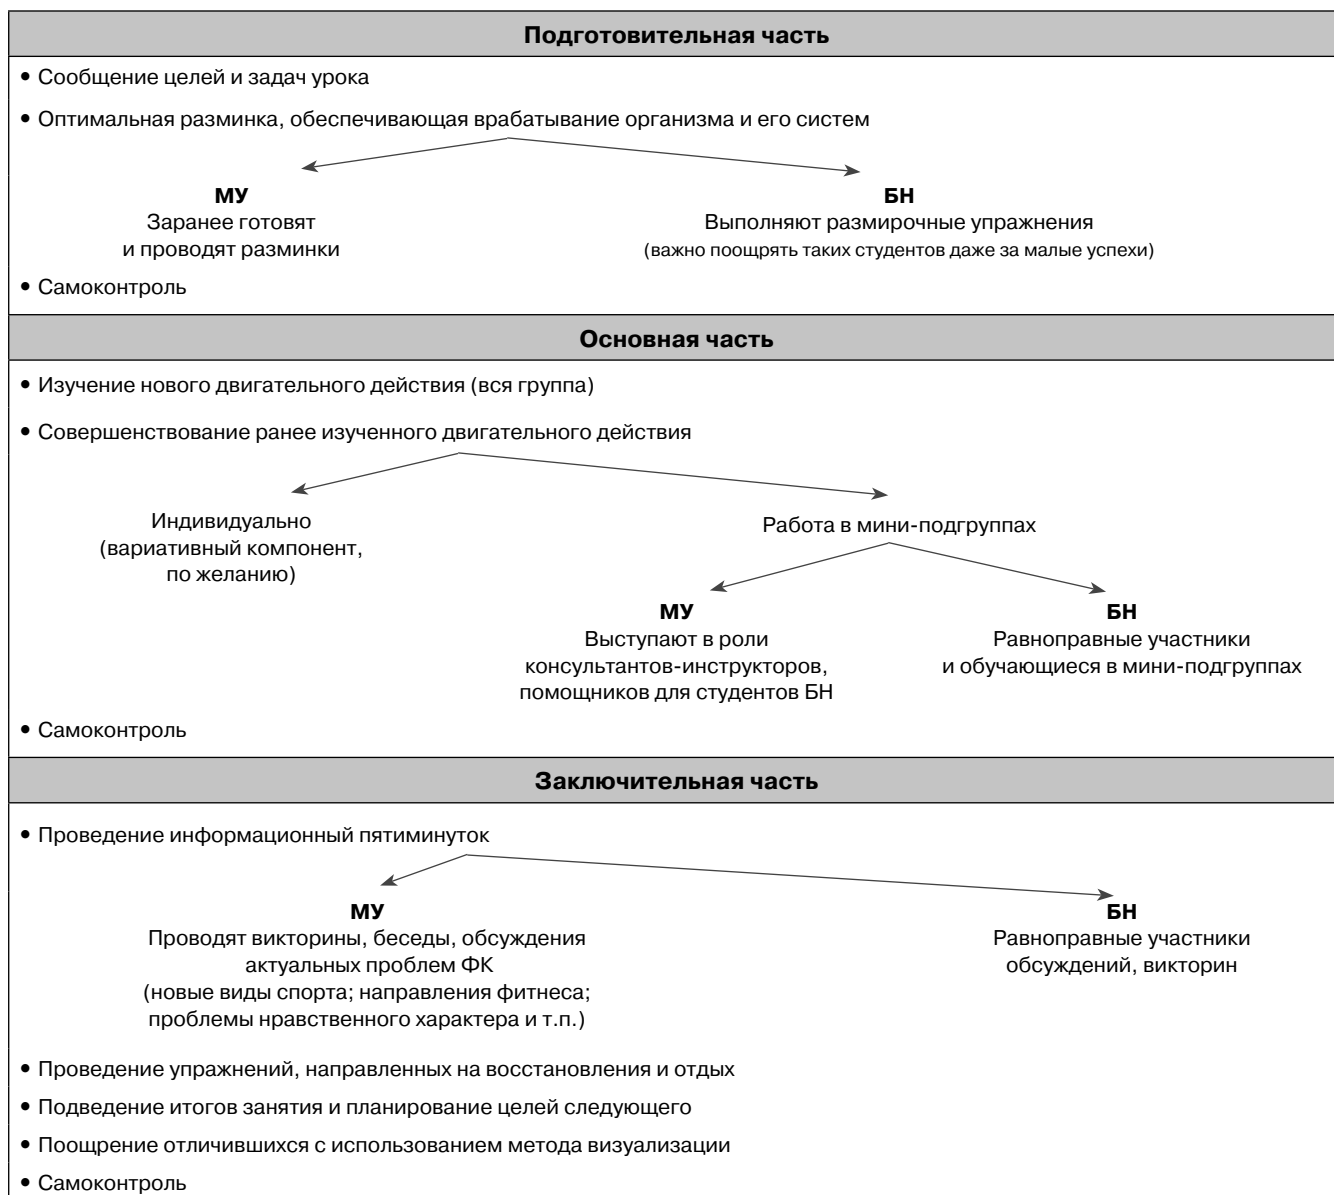 Подготовительная часть
• Сообщение целей и задач урока
• Оптимальная разминка, обеспечивающая врабатывание организма и его систем
МУ
Заранее готовят
и проводят разминки
БН
Выполняют размирочные упражнения
(важно поощрять таких студентов даже за малые успехи)
• Самоконтроль
Основная часть
• Изучение нового двигательного действия (вся группа)
• Совершенствование ранее изученного двигательного действия
Индивидуально
(вариативный компонент,
по желанию)
Работа в мини-подгруппах
МУ
Выступают в роли
консультантов-инструкторов,
помощников для студентов БН
БН
Равноправные участники
и обучающиеся в мини-подгруппах
• Самоконтроль
Заключительная часть
• Проведение информационный пятиминуток
МУ
Проводят викторины, беседы, обсуждения
актуальных проблем ФК
(новые виды спорта; направления фитнеса;
проблемы нравственного характера и т.п.)
БН
Равноправные участники
обсуждений, викторин
• Проведение упражнений, направленных на восстановления и отдых
• Подведение итогов занятия и планирование целей следующего
• Поощрение отличившихся с использованием метода визуализации
• Самоконтроль